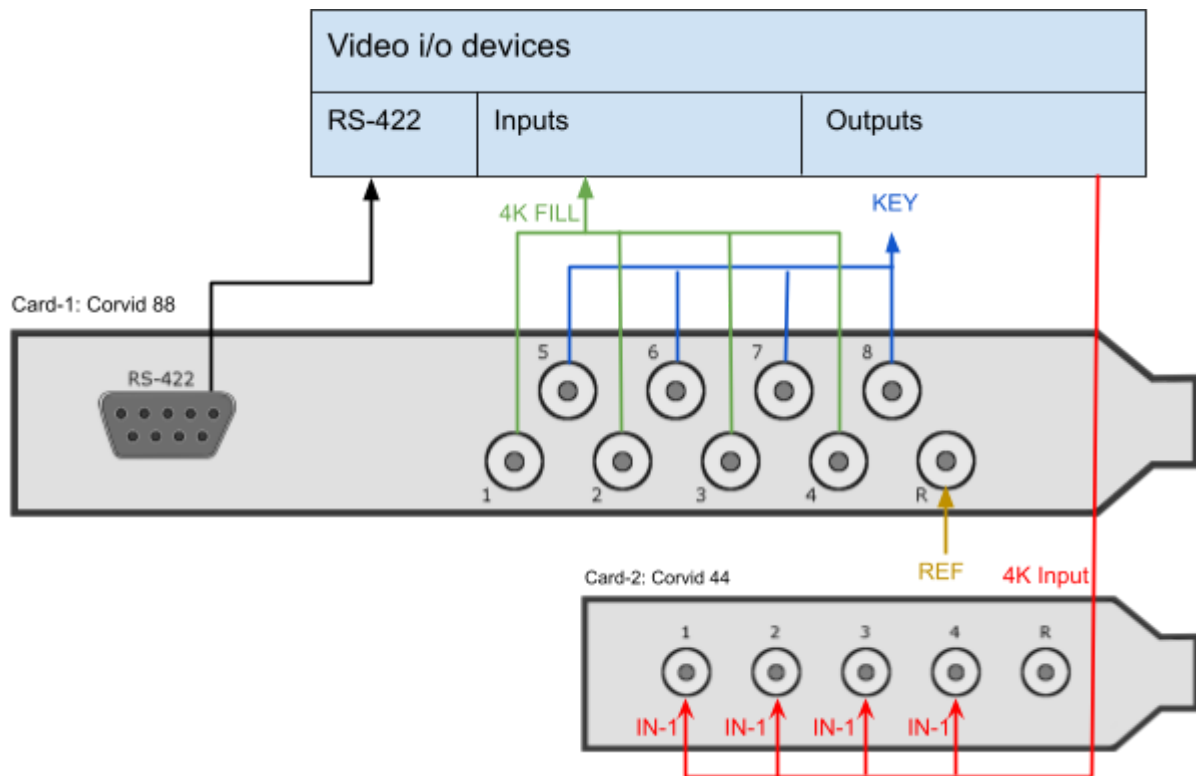 Video i/o devices
RS-422
Inputs
Outputs
4K FILL
KEY
Card-1: Corvid 88
RS-422
5
6
7
8
1
2
3
4
R
REF
4K Input
Card-2: Corvid 44
1
2
3
4
R
IN-1
IN-1
IN-1
IN-1